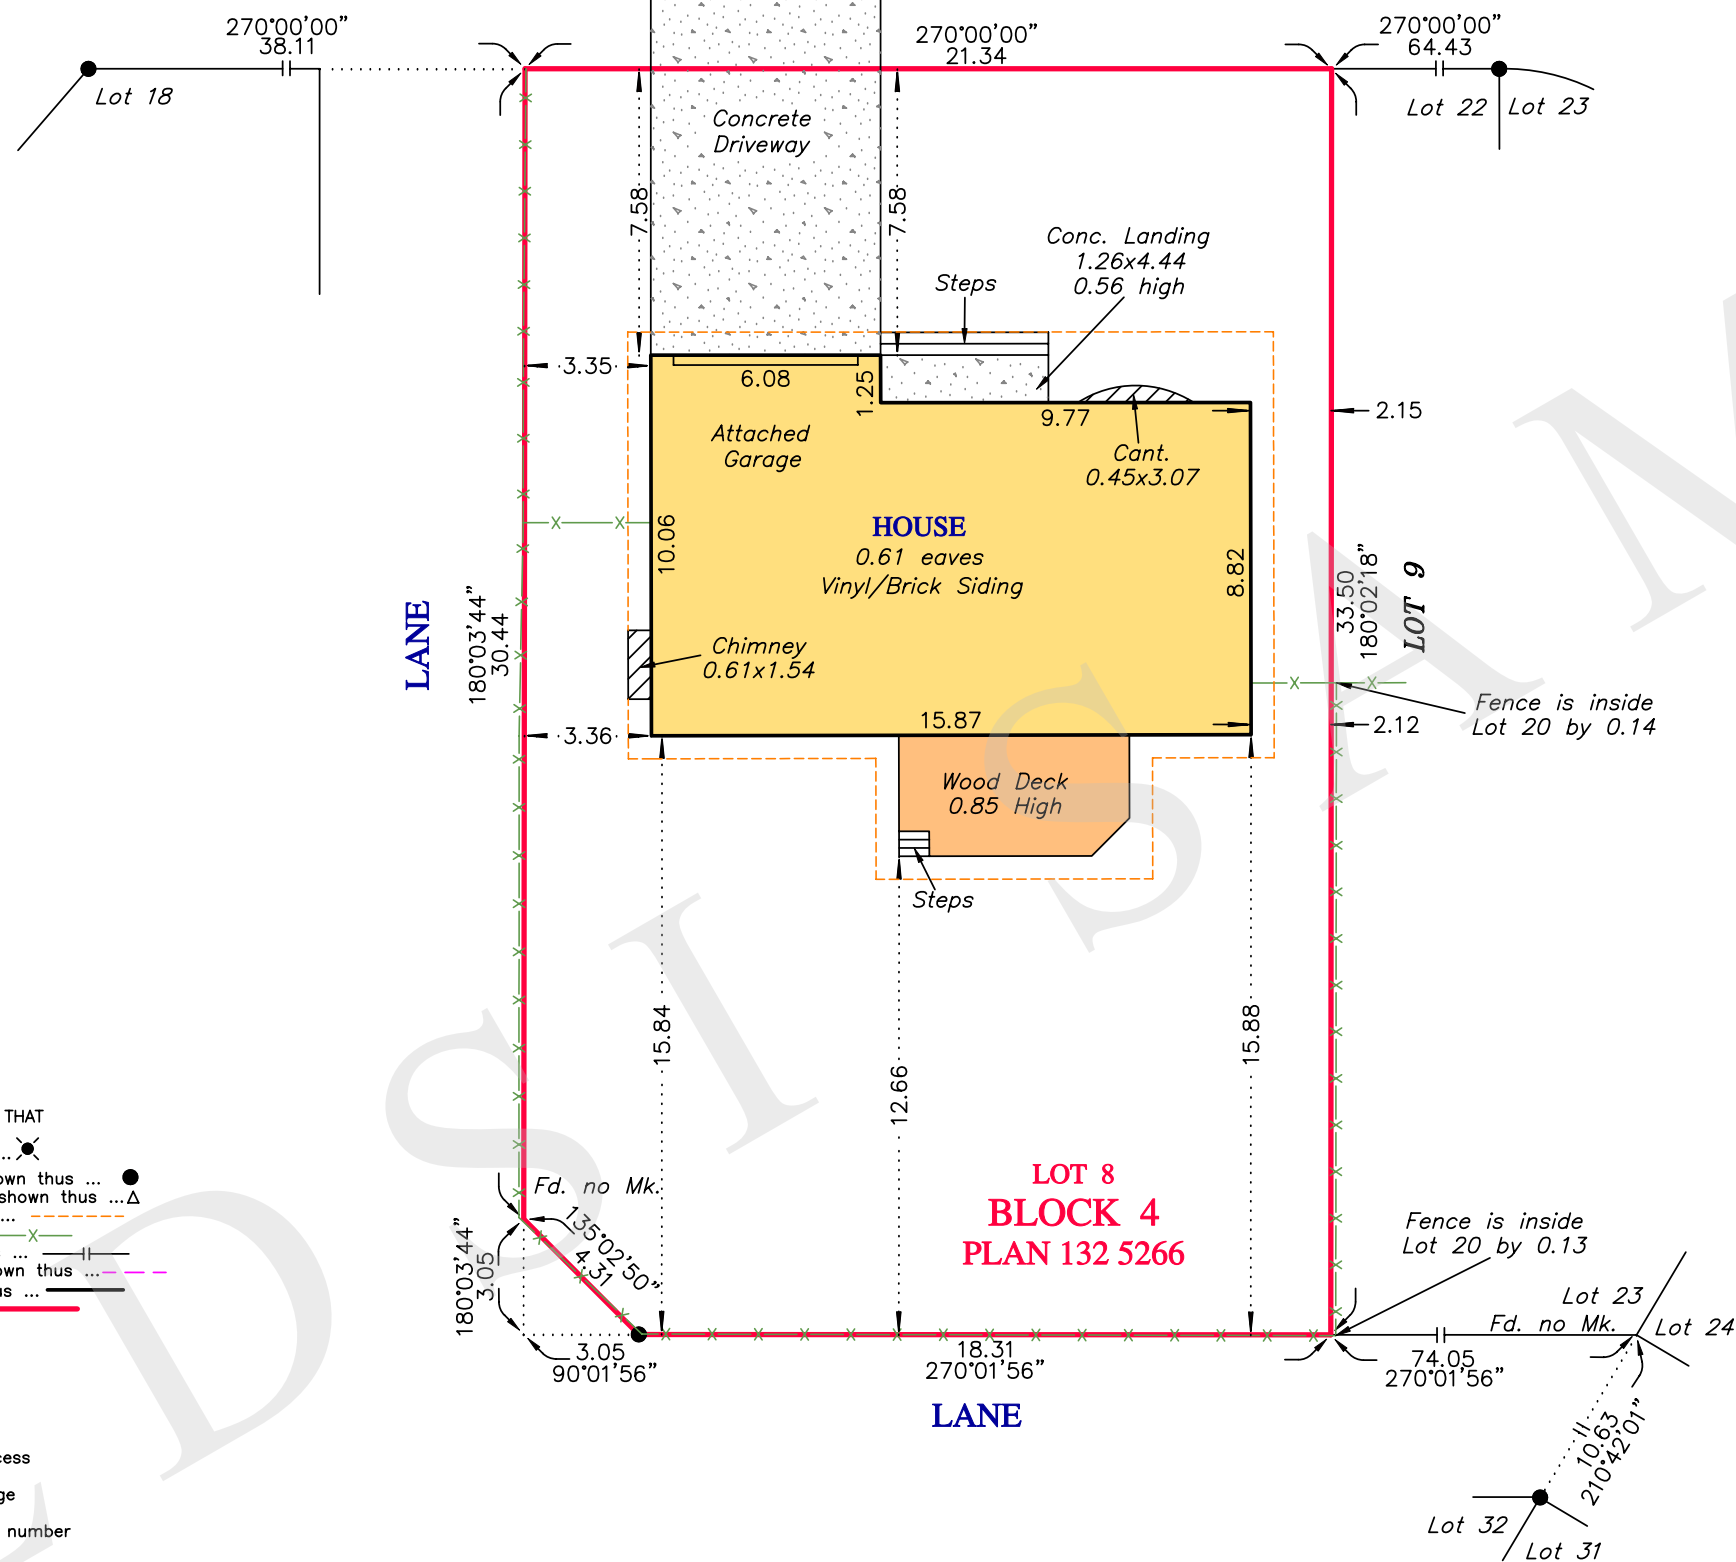 270°00'00"
38.11
Lot 18
270°00'00"
21.34
270°00'00"
64.43
Lot 22
Lot 23
Concrete
Driveway
7.58
7.58
Conc. Landing
1.26x4.44
0.56 high
Steps
3.35
6.08
1.25
9.77
2.15
Attached
Garage
Cant.
0.45x3.07
HOUSE
0.61 eaves
Vinyl/Brick Siding
10.06
8.82
LANE
180°03'44"
30.44
33.50
180°02'18"
LOT 9
Chimney
0.61x1.54
Fence is inside
Lot 20 by 0.14
15.87
3.36
2.12
Wood Deck
0.85 High
Steps
15.84
12.66
15.88
LOT 8
BLOCK 4
PLAN 132 5266
Fd. no Mk.
135°02'50"
4.31
180°03'44"
3.05
3.05
90°01'56"
18.31
270°01'56"
LANE
Fence is inside
Lot 20 by 0.13
Lot 23
Fd. no Mk.
Lot 24
74.05
270°01'56"
10.63
210°42'01"
Lot 32
Lot 31
THAT
...
own thus ...
shown thus ...
...
...
own thus ...
us ...
cess
ge
number
EDSI SAM